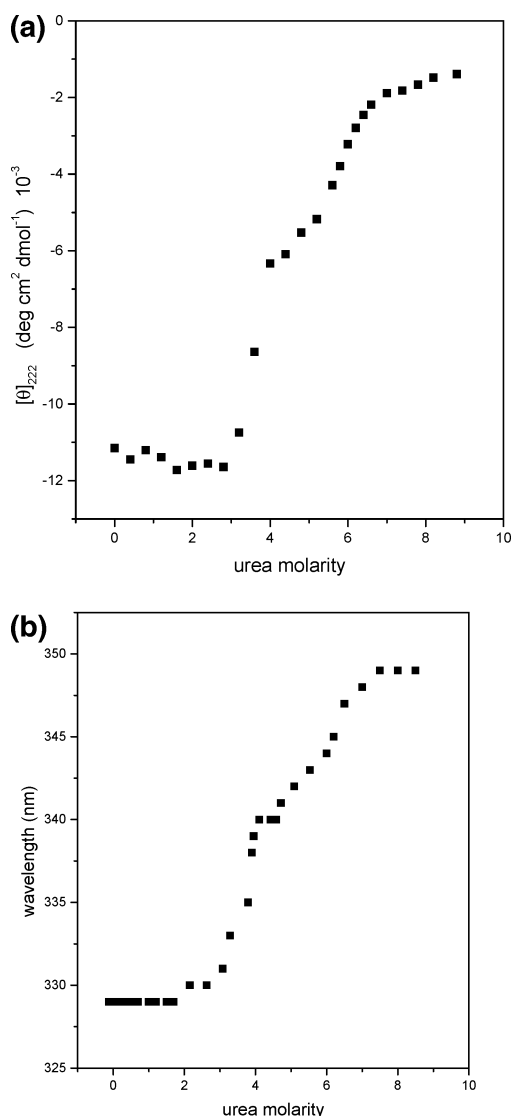 (a)
0
-2
-4
-6
-8
-10
-12
[θ]222 (deg cm2 dmol-1) 10-3
0 2 4 6 8 10
urea molarity
(b)
350
345
340
335
330
325
wavelength (nm)
0 2 4 6 8 10
urea molarity